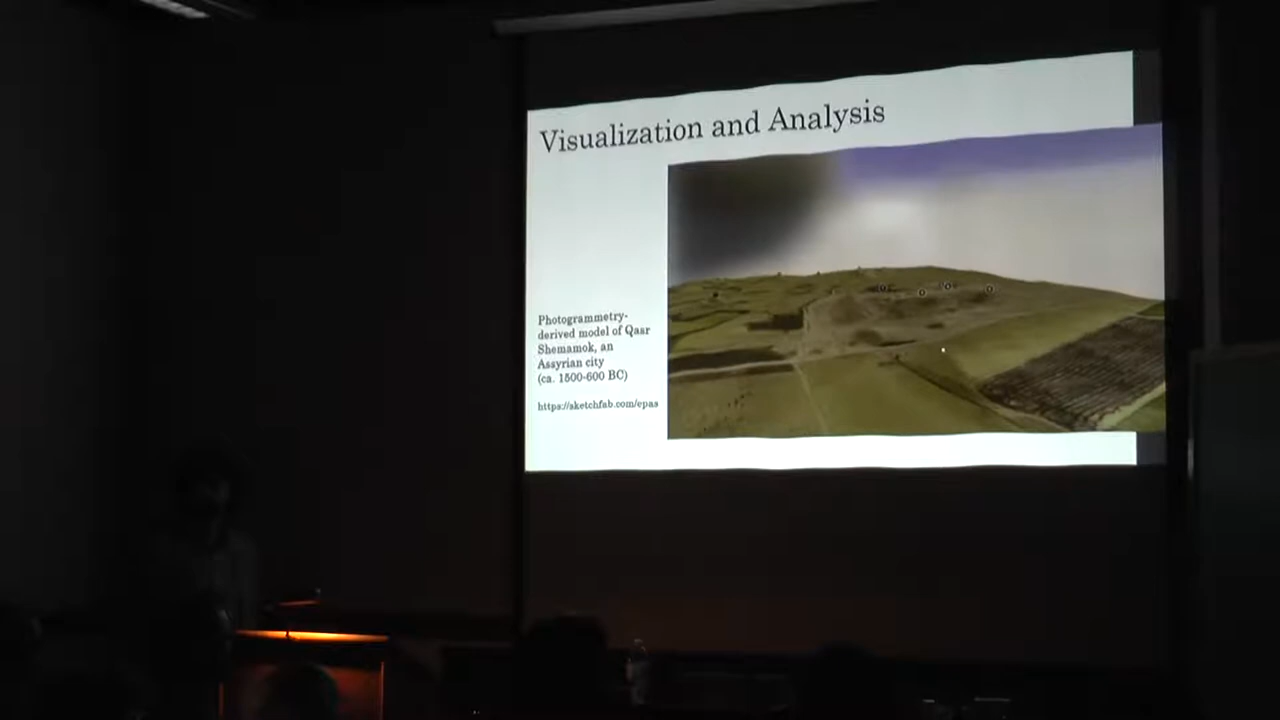 Visualization and Analysis
Photogrammetry-
derived model of Qasr
Shemamok, an
Assyrian city
(ca. 1500-600 BC)
https://sketchfab.com/epas